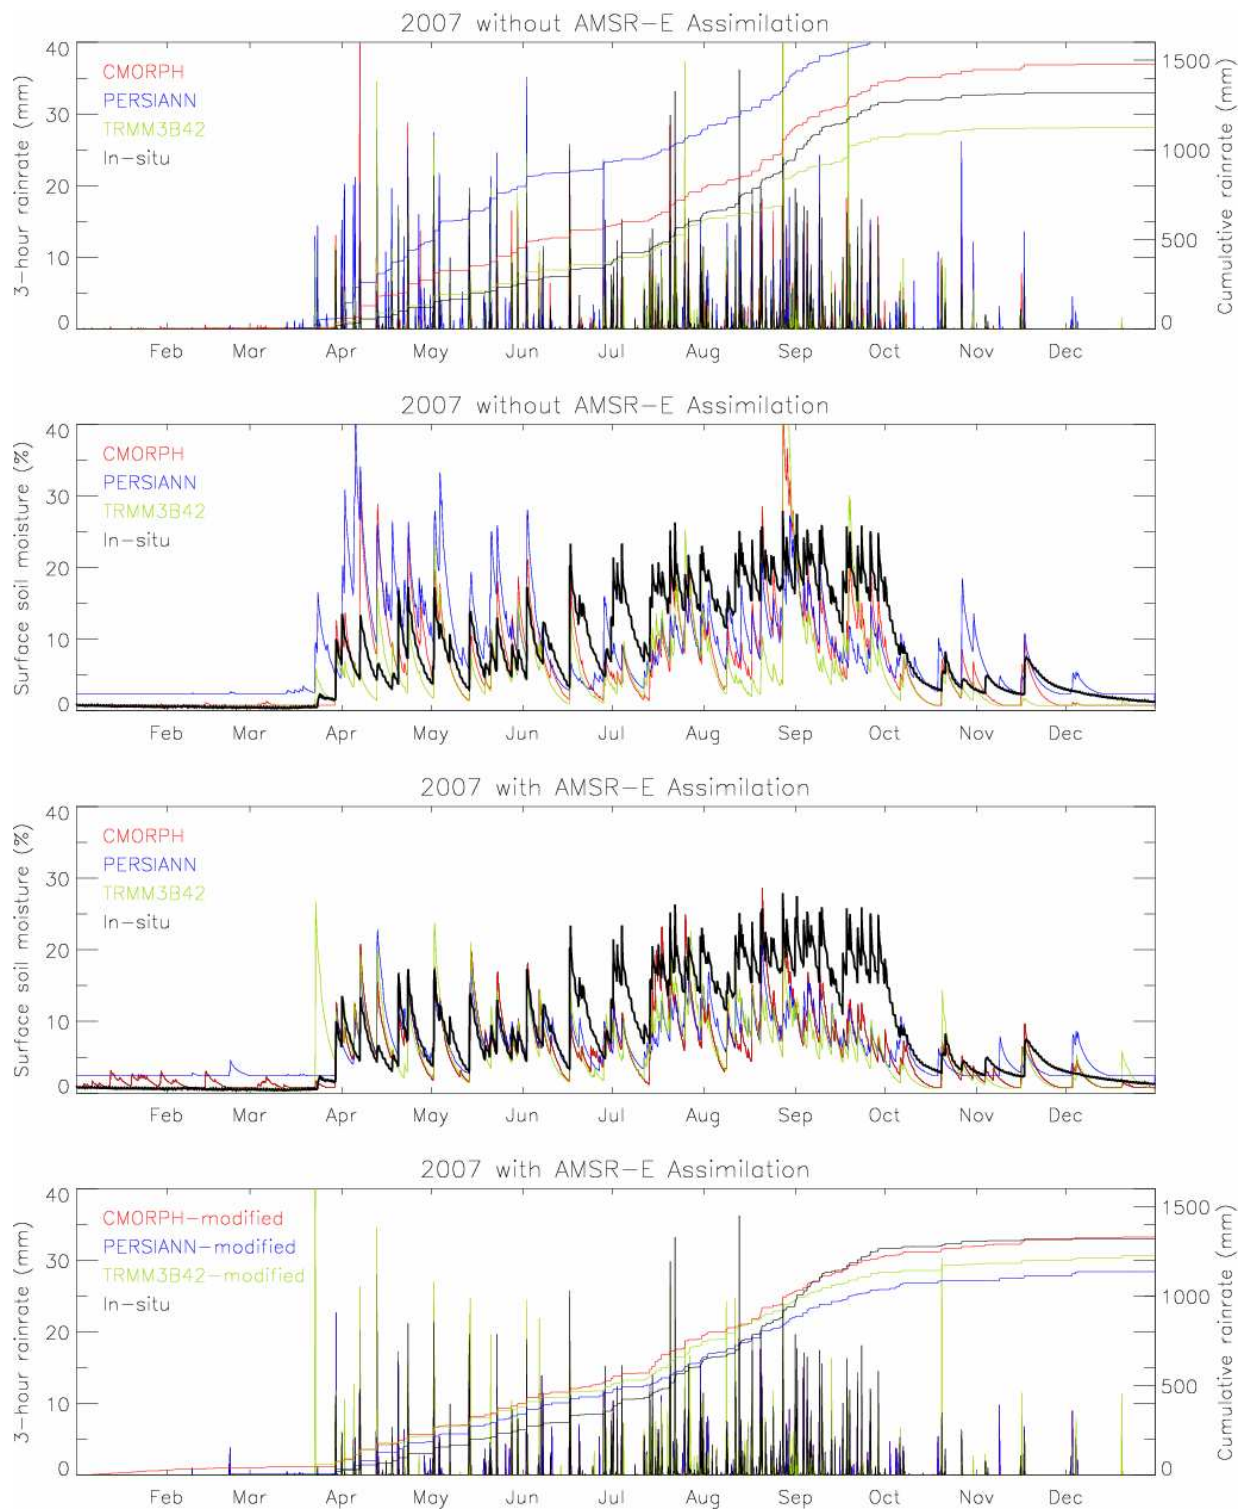 2007 without AMSR-E Assimilation
3-hour rainrate (mm)
40
30
20
10
0
CMORPH
PERSIANN
TRMM3B42
In-situ
1500
1000
500
0
Cumulative rainrate (mm)
Feb Mar Apr May Jun Jul Aug Sep Oct Nov Dec
2007 without AMSR-E Assimilation
Surface soil moisture (%)
40
30
20
10
0
CMORPH
PERSIANN
TRMM3B42
In-situ
Feb Mar Apr May Jun Jul Aug Sep Oct Nov Dec
2007 with AMSR-E Assimilation
Surface soil moisture (%)
40
30
20
10
0
CMORPH
PERSIANN
TRMM3B42
In-situ
Feb Mar Apr May Jun Jul Aug Sep Oct Nov Dec
2007 with AMSR-E Assimilation
3-hour rainrate (mm)
40
30
20
10
0
CMORPH-modified
PERSIANN-modified
TRMM3B42-modified
In-situ
1500
1000
500
0
Cumulative rainrate (mm)
Feb Mar Apr May Jun Jul Aug Sep Oct Nov Dec